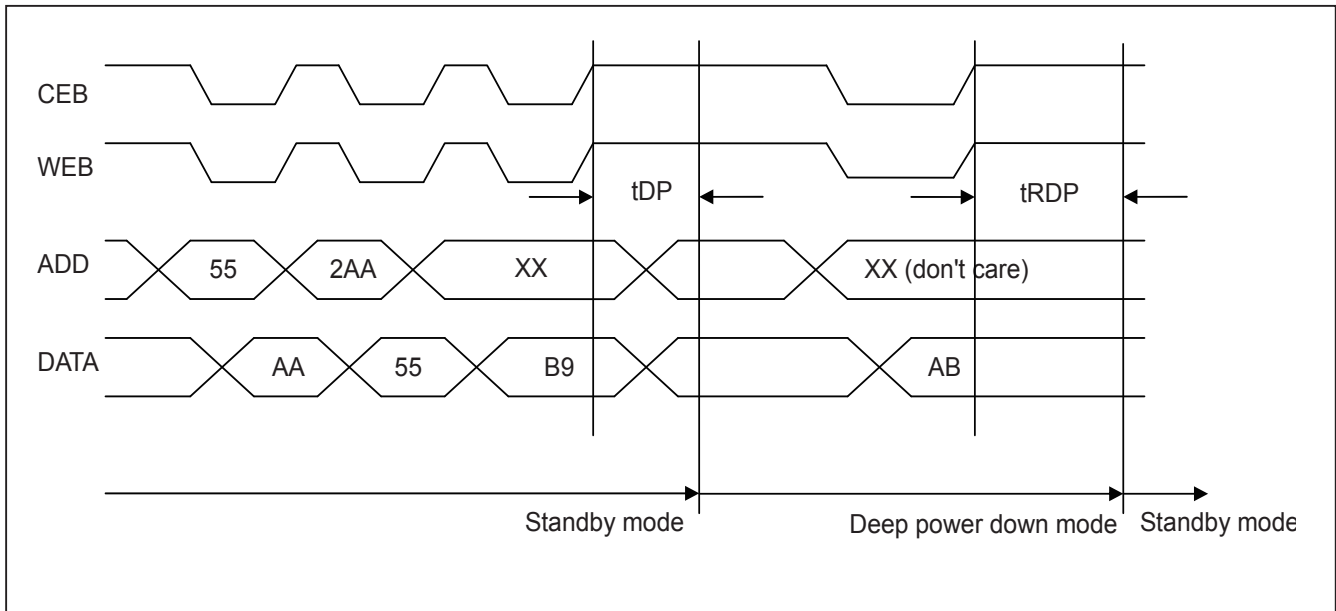 CEB
WEB
tDP
tRDP
ADD
55
2AA
XX
XX (don't care)
DATA
AA
55
B9
AB
Standby mode
Deep power down mode
Standby mode